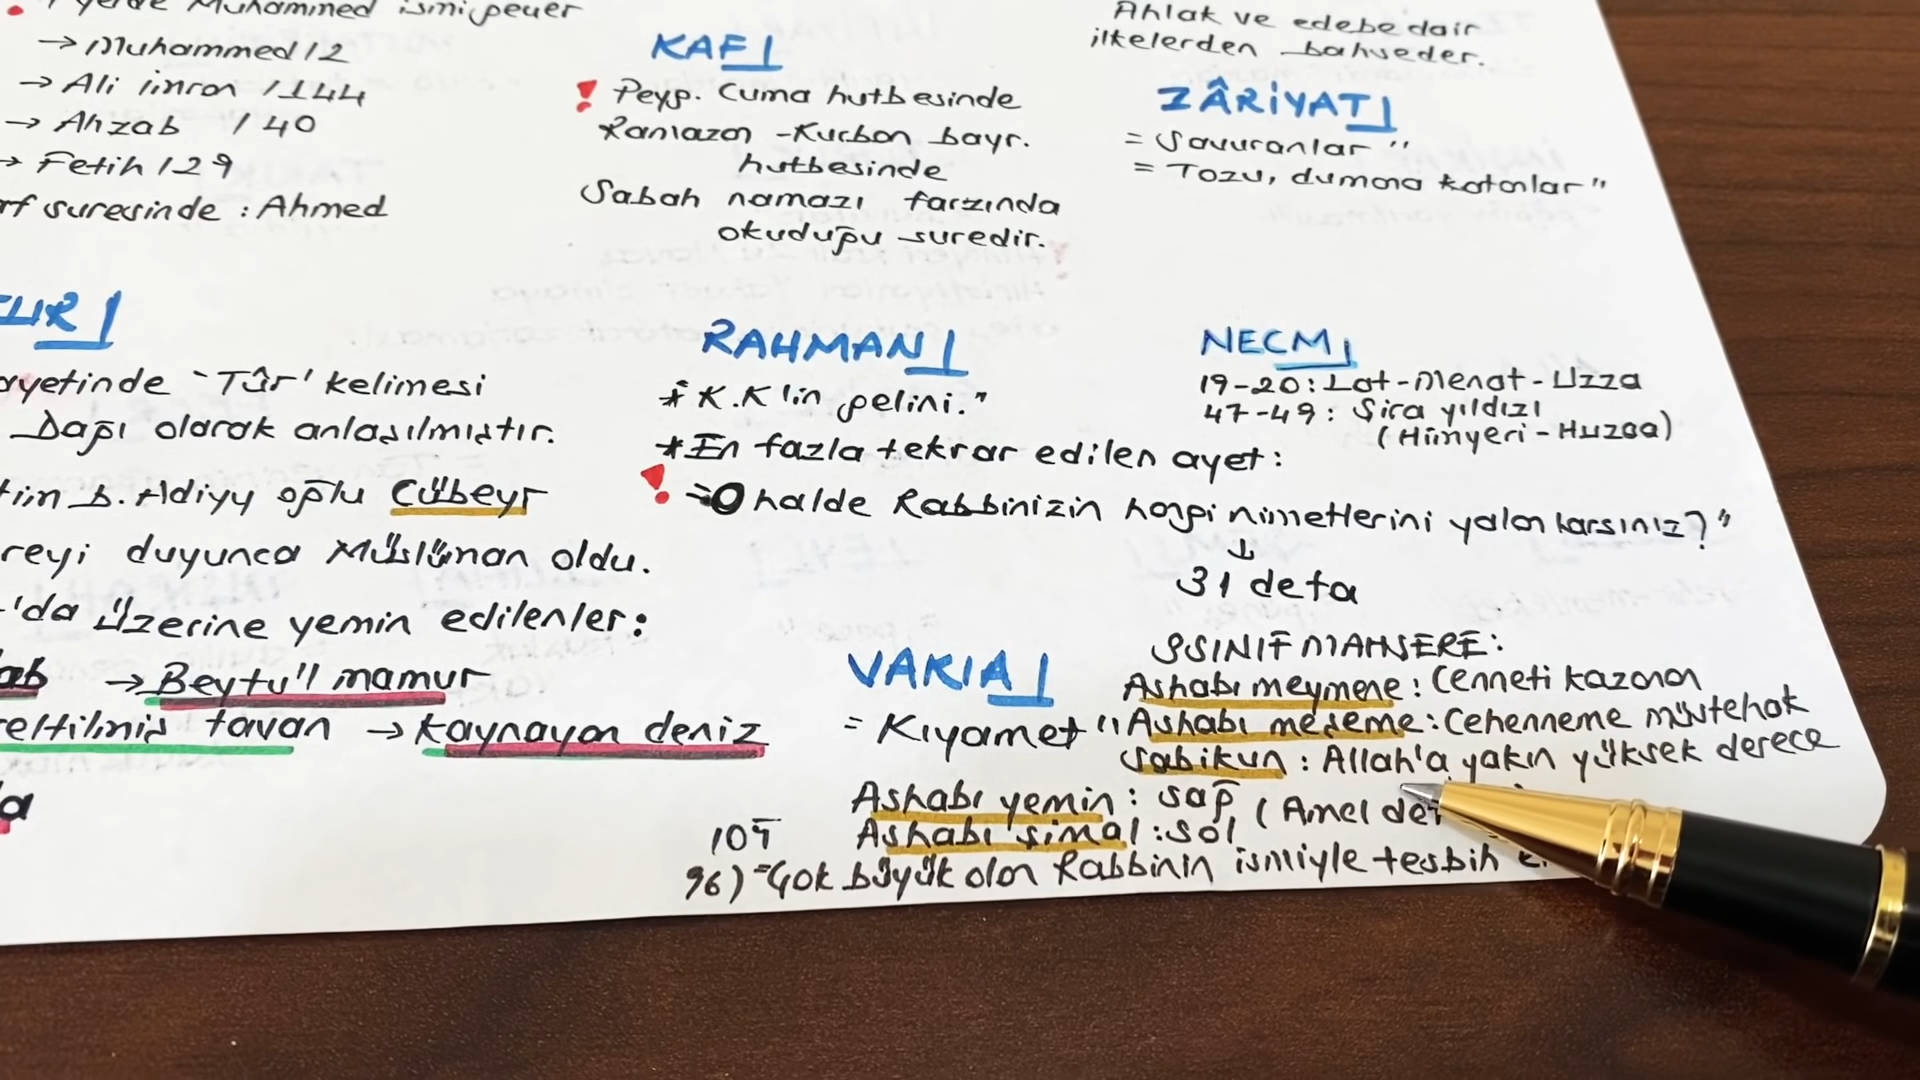 yerde Muhammed ismi geçer
→ Muhammed 12
→ Ali imran / 144
→ Ahzab / 40
→ Fetih / 29
suresinde : Ahmed
KAF
! Peyg. Cuma hutbesinde
Ramazan - Kurban bayr.
hutbesinde
Sabah namazı farzında
okuduğu suredir.
Ahlak ve edebe dair
ilkelerden bahseder.
ZÂRİYAT
= Savuranlar"
= Tozu, dumana katanlar"
ayetinde 'Tûr' kelimesi
Dağı olarak anlaşılmıştır.
b. Adiyy oğlu Cübeyr
duyunca Müslüman oldu.
'da üzerine yemin edilenler:
→ Beytu'l mamur
tavan → kaynayan deniz
RAHMAN
* K.K'in gelini."
* En fazla tekrar edilen ayet:
! = O halde Rabbinizin hangi nimetlerini yalanlarsınız?"
↓
31 defa
NECM
19-20: Lat-Menat-Uzza
47-49: Şira yıldızı
(Himyeri - Huzaa)
VAKIA
= Kıyamet"
3 SINIF MAHŞERE:
Ashabı meymene : Cenneti kazanan
Ashabı meşeme : Cehenneme müstehak
Sabikun : Allah'a yakın yüksek derece
Ashabı yemin : sağ (Amel
Ashabı şimal : sol
96) = Çok büyük olan Rabbinin ismiyle tesbih